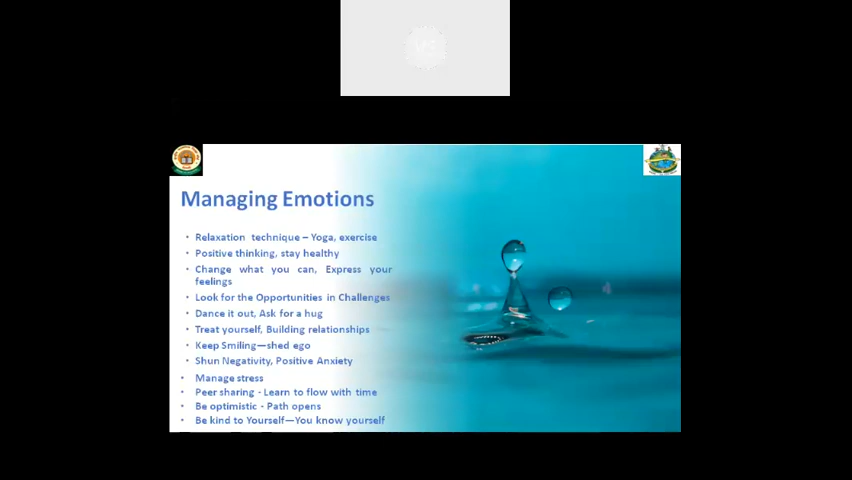 Managing Emotions
• Relaxation technique – Yoga, exercise
• Positive thinking, stay healthy
• Change what you can, Express your
feelings
• Look for the Opportunities in Challenges
• Dance it out, Ask for a hug
• Treat yourself, Building relationships
• Keep Smiling—shed ego
• Shun Negativity, Positive Anxiety
• Manage stress
• Peer sharing - Learn to flow with time
• Be optimistic - Path opens
• Be kind to Yourself—You know yourself